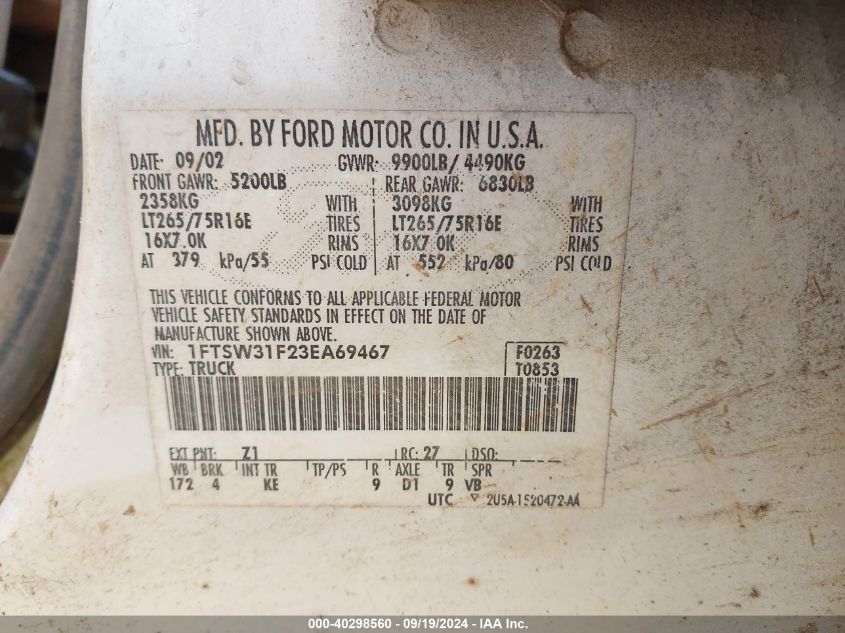 MFD. BY FORD MOTOR CO. IN U.S.A.
DATE: 09/02 GVWR: 9900LB/ 4490KG
FRONT GAWR: 5200LB REAR GAWR: 6830LB
2358KG WITH 3098KG WITH
LT265/75R16E TIRES LT265/75R16E TIRES
16X7.0K RIMS 16X7.0K RIMS
AT 379 kPa/55 PSI COLD AT 552 kPa/80 PSI COLD
THIS VEHICLE CONFORMS TO ALL APPLICABLE FEDERAL MOTOR
VEHICLE SAFETY STANDARDS IN EFFECT ON THE DATE OF
MANUFACTURE SHOWN ABOVE.
VIN: 1FTSW31F23EA69467 F0263
TYPE: TRUCK T0853
EXT PNT: Z1 RC: 27 DSO:
WB BRK INT TR TP/PS R AXLE TR SPR
172 4 KE 9 D1 9 VB
UTC ▽ 2U5A-1520472-AA
000-40298560 - 09/19/2024 - IAA Inc.